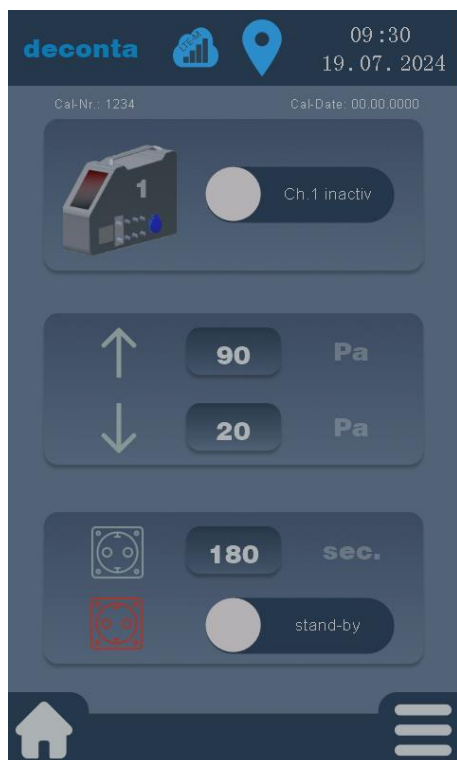 deconta
LTE-M
09:30
19.07.2024
Cal-Nr.: 1234 Cal-Date: 00.00.0000
1
Ch.1 inactiv
90 Pa
20 Pa
180 sec.
stand-by